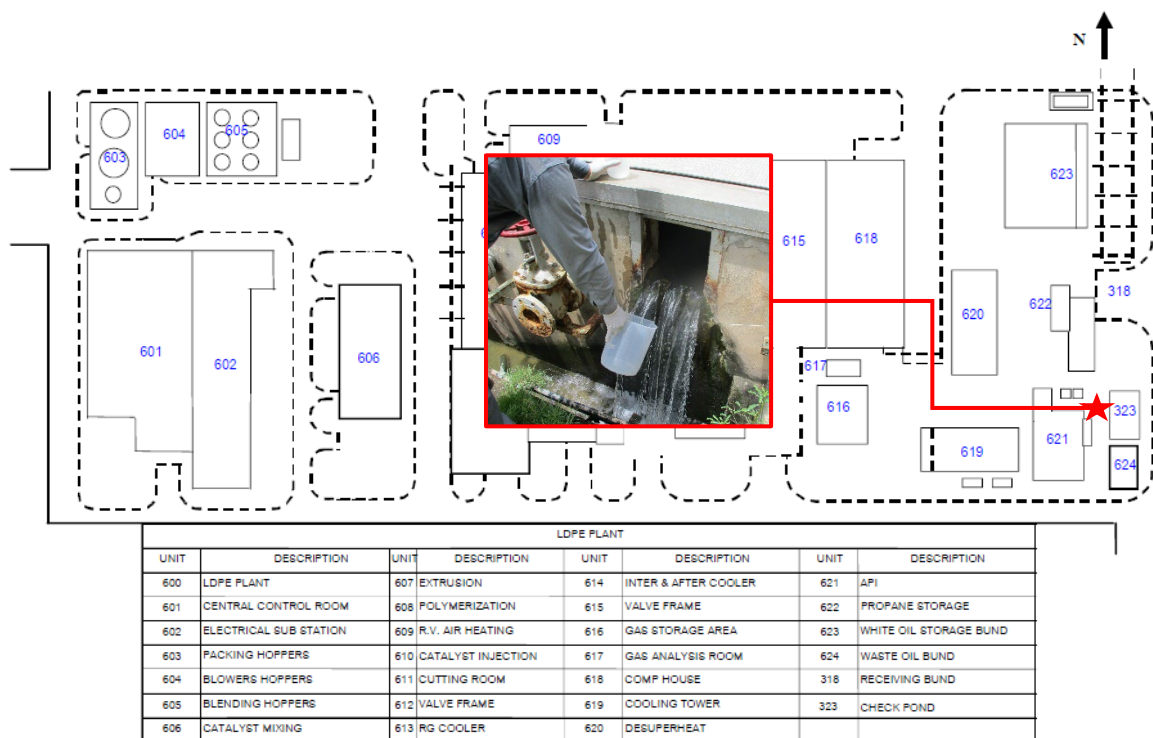 N
609
604
605
603
623
615
618
318
622
620
601
606
602
617
616
323
621
619
624
LDPE PLANT
UNIT DESCRIPTION UNIT DESCRIPTION UNIT DESCRIPTION UNIT DESCRIPTION
600 LDPE PLANT 607 EXTRUSION 614 INTER & AFTER COOLER 621 API
601 CENTRAL CONTROL ROOM 608 POLYMERIZATION 615 VALVE FRAME 622 PROPANE STORAGE
602 ELECTRICAL SUB STATION 609 R.V. AIR HEATING 616 GAS STORAGE AREA 623 WHITE OIL STORAGE BUND
603 PACKING HOPPERS 610 CATALYST INJECTION 617 GAS ANALYSIS ROOM 624 WASTE OIL BUND
604 BLOWERS HOPPERS 611 CUTTING ROOM 618 COMP HOUSE 318 RECEIVING BUND
605 BLENDING HOPPERS 612 VALVE FRAME 619 COOLING TOWER 323 CHECK POND
606 CATALYST MIXING 613 RG COOLER 620 DESUPERHEAT